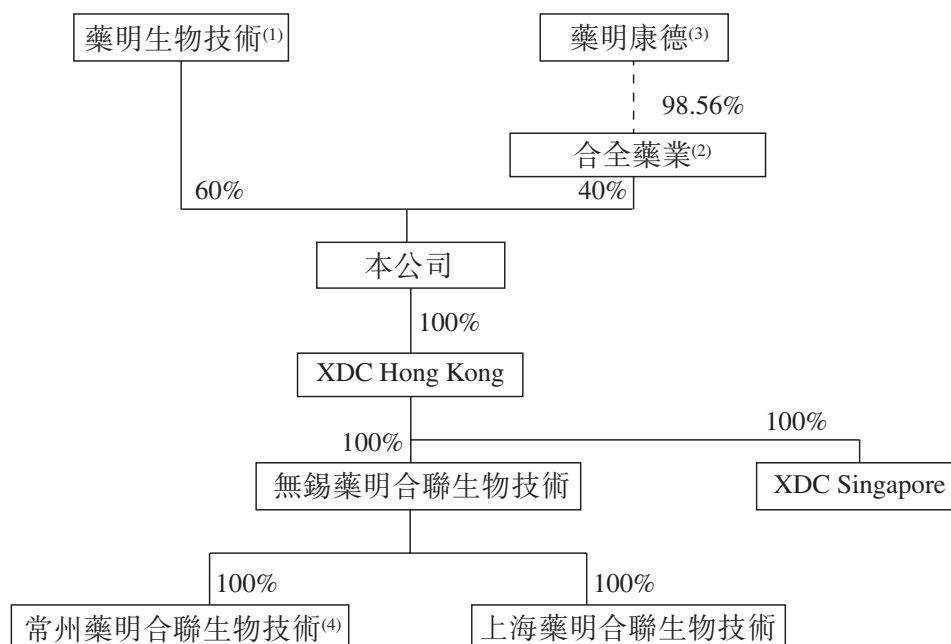 藥明生物技術(1)
藥明康德(3)
98.56%
合全藥業(2)
60%
40%
本公司
100%
XDC Hong Kong
100%
100%
無錫藥明合聯生物技術
XDC Singapore
100%
100%
常州藥明合聯生物技術(4)
上海藥明合聯生物技術